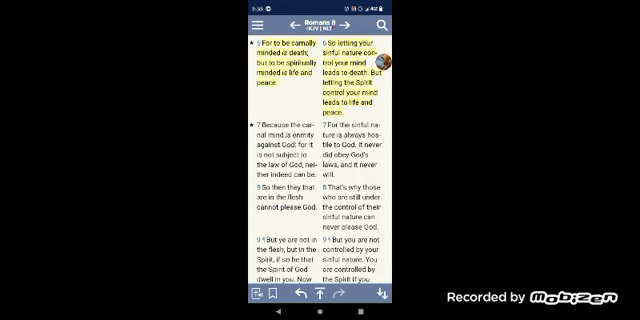 9:38
4G
Romans 8
KJV | NLT
★ 6 For to be carnally
minded is death;
but to be spiritually
minded is life and
peace.
6 So letting your
sinful nature con-
trol your mind
leads to death. But
letting the Spirit
control your mind
leads to life and
peace.
★ 7 Because the car-
nal mind is enmity
against God: for it
is not subject to
the law of God, nei-
ther indeed can be.
7 For the sinful na-
ture is always hos-
tile to God. It never
did obey God's
laws, and it never
will.
8 So then they that
are in the flesh
cannot please God.
8 That's why those
who are still under
the control of their
sinful nature can
never please God.
9 ¶ But ye are not in
the flesh, but in the
Spirit, if so be that
the Spirit of God
dwell in you. Now
9 ¶ But you are not
controlled by your
sinful nature. You
are controlled by
the Spirit if you
Recorded by mobizen